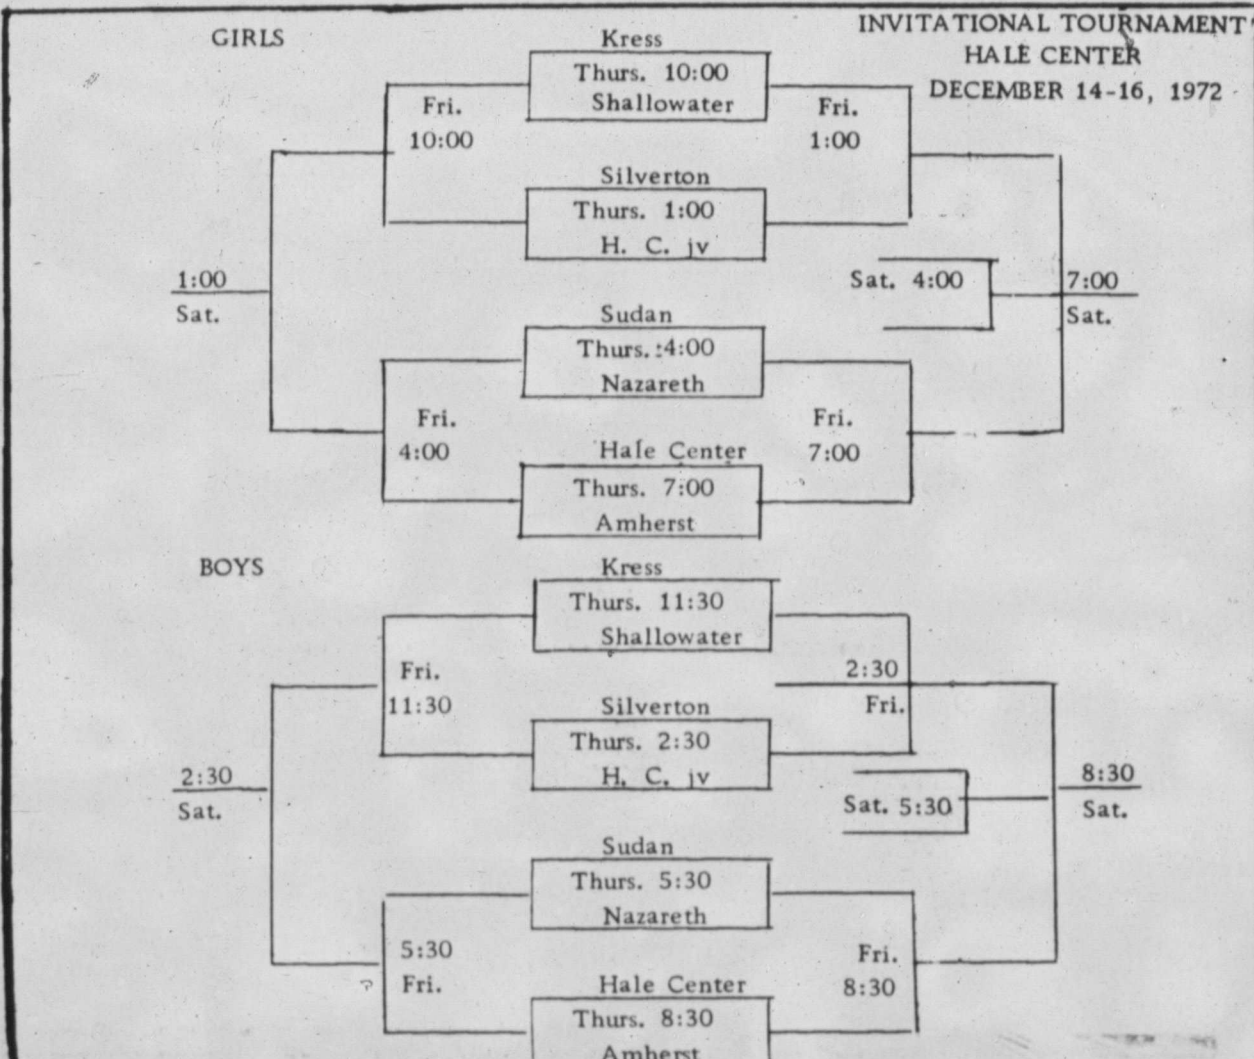 INVITATIONAL TOURNAMENT
HALE CENTER
DECEMBER 14-16, 1972
GIRLS
Kress
Thurs. 10:00
Shallowater
Fri.
10:00
Fri.
1:00
Silverton
Thurs. 1:00
H. C. jv
1:00
Sat.
Sat. 4:00
7:00
Sat.
Sudan
Thurs. :4:00
Nazareth
Fri.
4:00
Fri.
7:00
Hale Center
Thurs. 7:00
Amherst
BOYS
Kress
Thurs. 11:30
Shallowater
Fri.
11:30
2:30
Fri.
Silverton
Thurs. 2:30
H. C. jv
2:30
Sat.
Sat. 5:30
8:30
Sat.
Sudan
Thurs. 5:30
Nazareth
5:30
Fri.
Fri.
8:30
Hale Center
Thurs. 8:30
Amherst